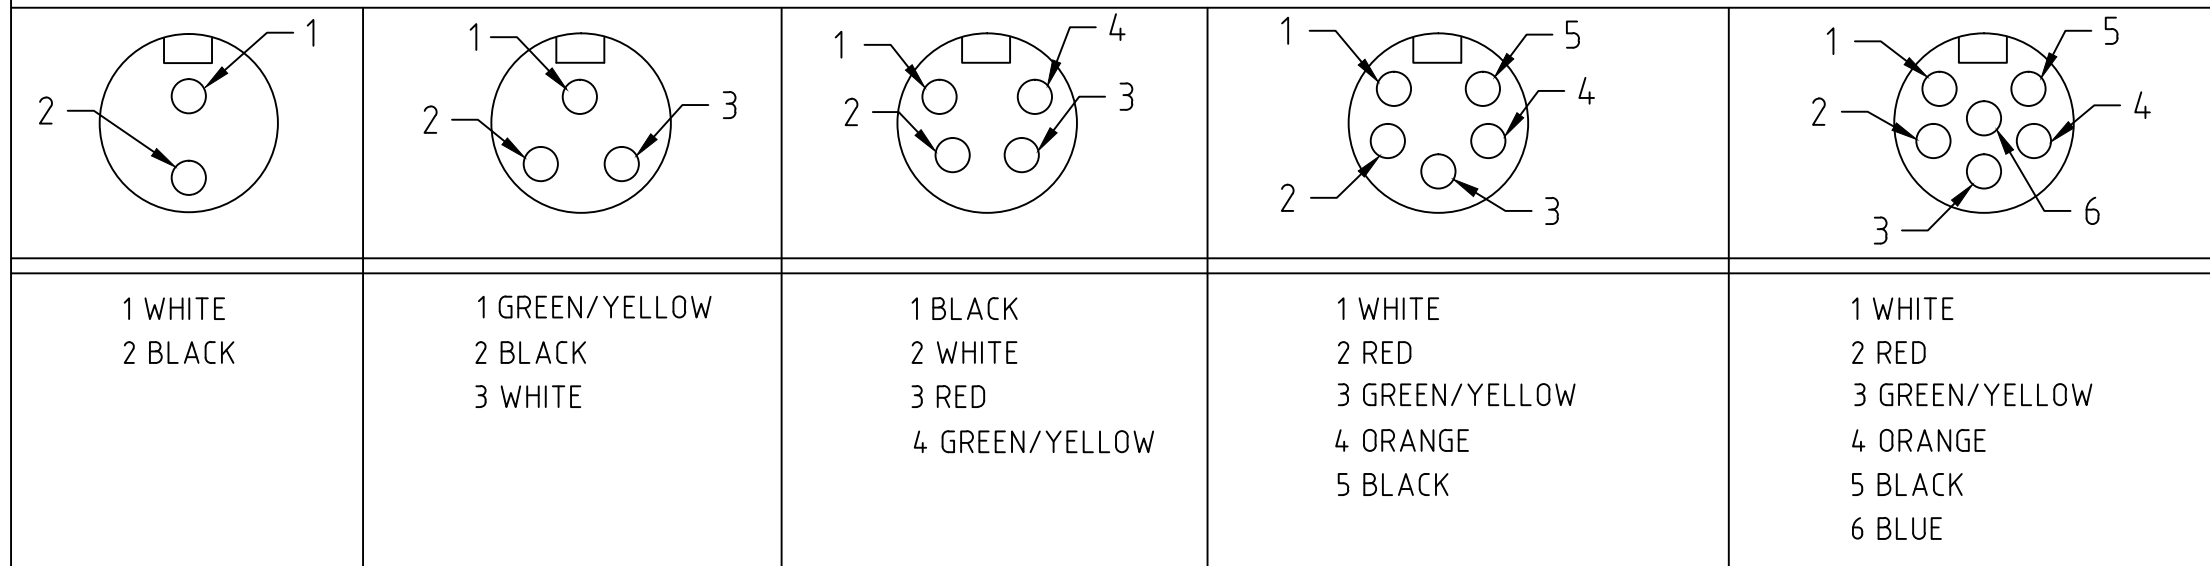 1
2
1
2
3
1
4
2
3
1
5
4
2
3
1
5
2
4
6
3
1 WHITE
2 BLACK
1 GREEN/YELLOW
2 BLACK
3 WHITE
1 BLACK
2 WHITE
3 RED
4 GREEN/YELLOW
1 WHITE
2 RED
3 GREEN/YELLOW
4 ORANGE
5 BLACK
1 WHITE
2 RED
3 GREEN/YELLOW
4 ORANGE
5 BLACK
6 BLUE